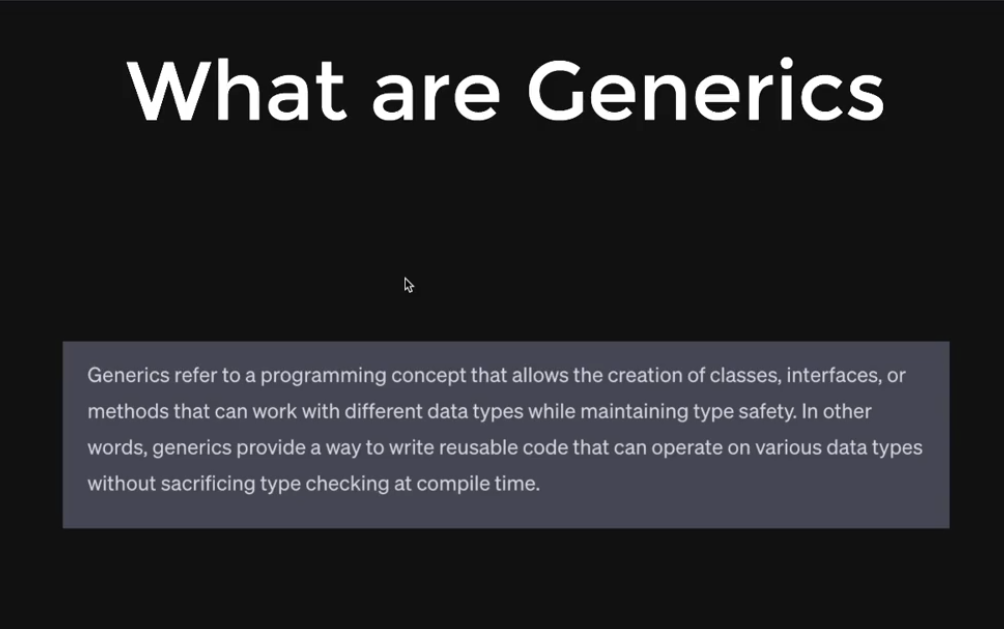 What are Generics
Generics refer to a programming concept that allows the creation of classes, interfaces, or
methods that can work with different data types while maintaining type safety. In other
words, generics provide a way to write reusable code that can operate on various data types
without sacrificing type checking at compile time.